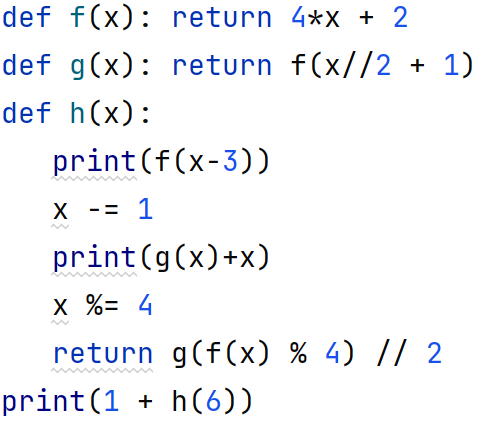 def f(x): return 4*x + 2
def g(x): return f(x//2 + 1)
def h(x):
   print(f(x-3))
   x -= 1
   print(g(x)+x)
   x %= 4
   return g(f(x) % 4) // 2
print(1 + h(6))